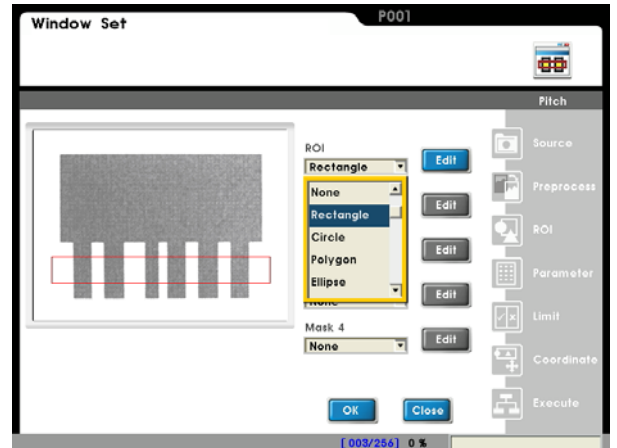 Window Set
P001
Pitch
ROI
Rectangle
Edit
None
Rectangle
Circle
Polygon
Ellipse
Edit
Edit
Edit
Mask 4
None
Edit
OK
Close
Source
Preprocess
ROI
Parameter
Limit
Coordinate
Execute
[003/256] 0 %